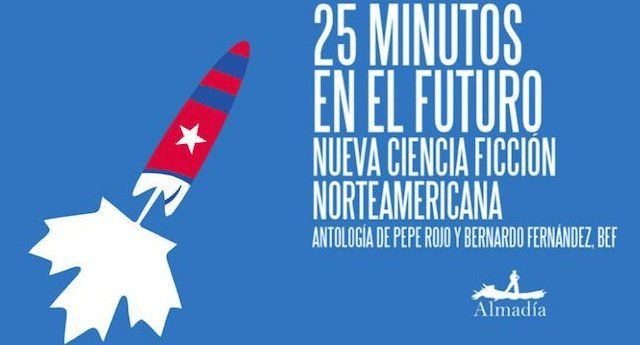 25 MINUTOS
EN EL FUTURO
NUEVA CIENCIA FICCIÓN
NORTEAMERICANA
ANTOLOGÍA DE PEPE ROJO Y BERNARDO FERNÁNDEZ, BEF
Almadía